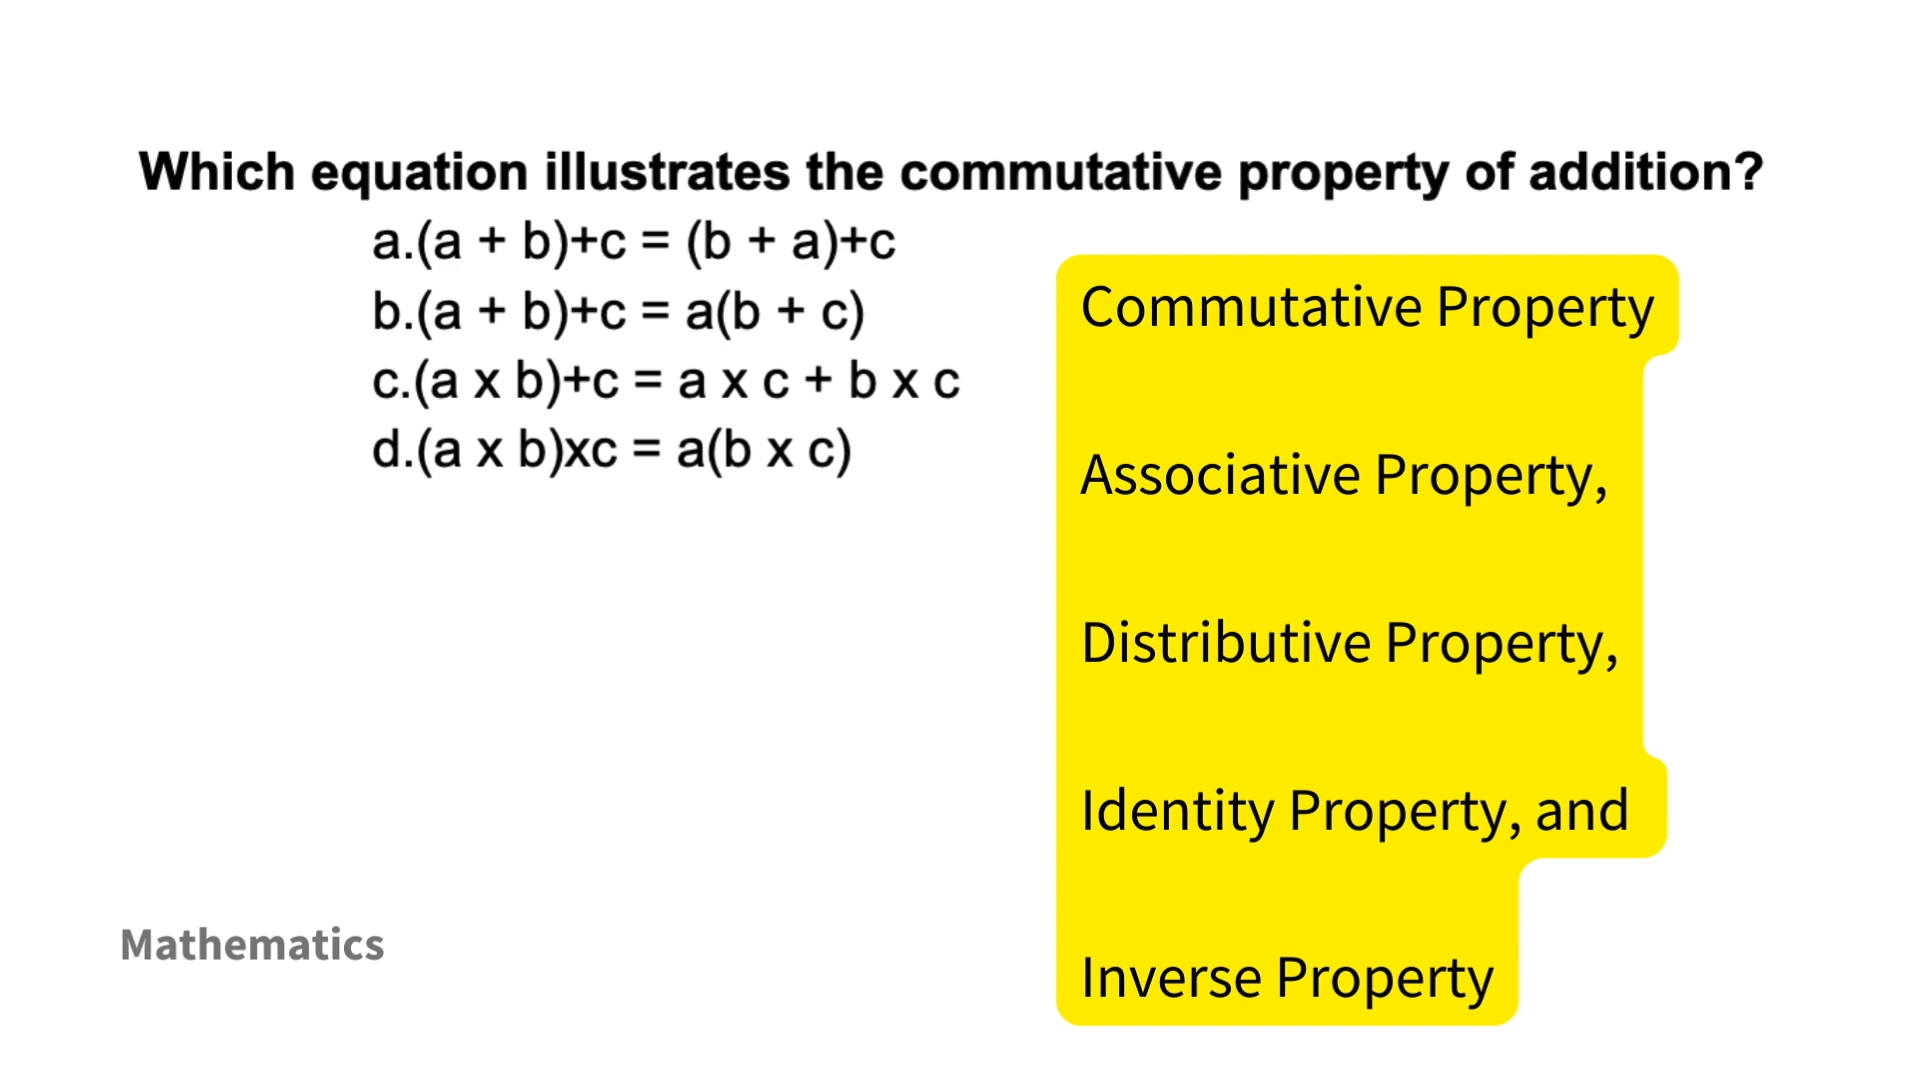 Which equation illustrates the commutative property of addition?
a.(a + b)+c = (b + a)+c
b.(a + b)+c = a(b + c)
c.(a x b)+c = a x c + b x c
d.(a x b)xc = a(b x c)
Commutative Property
Associative Property,
Distributive Property,
Identity Property, and
Inverse Property
Mathematics